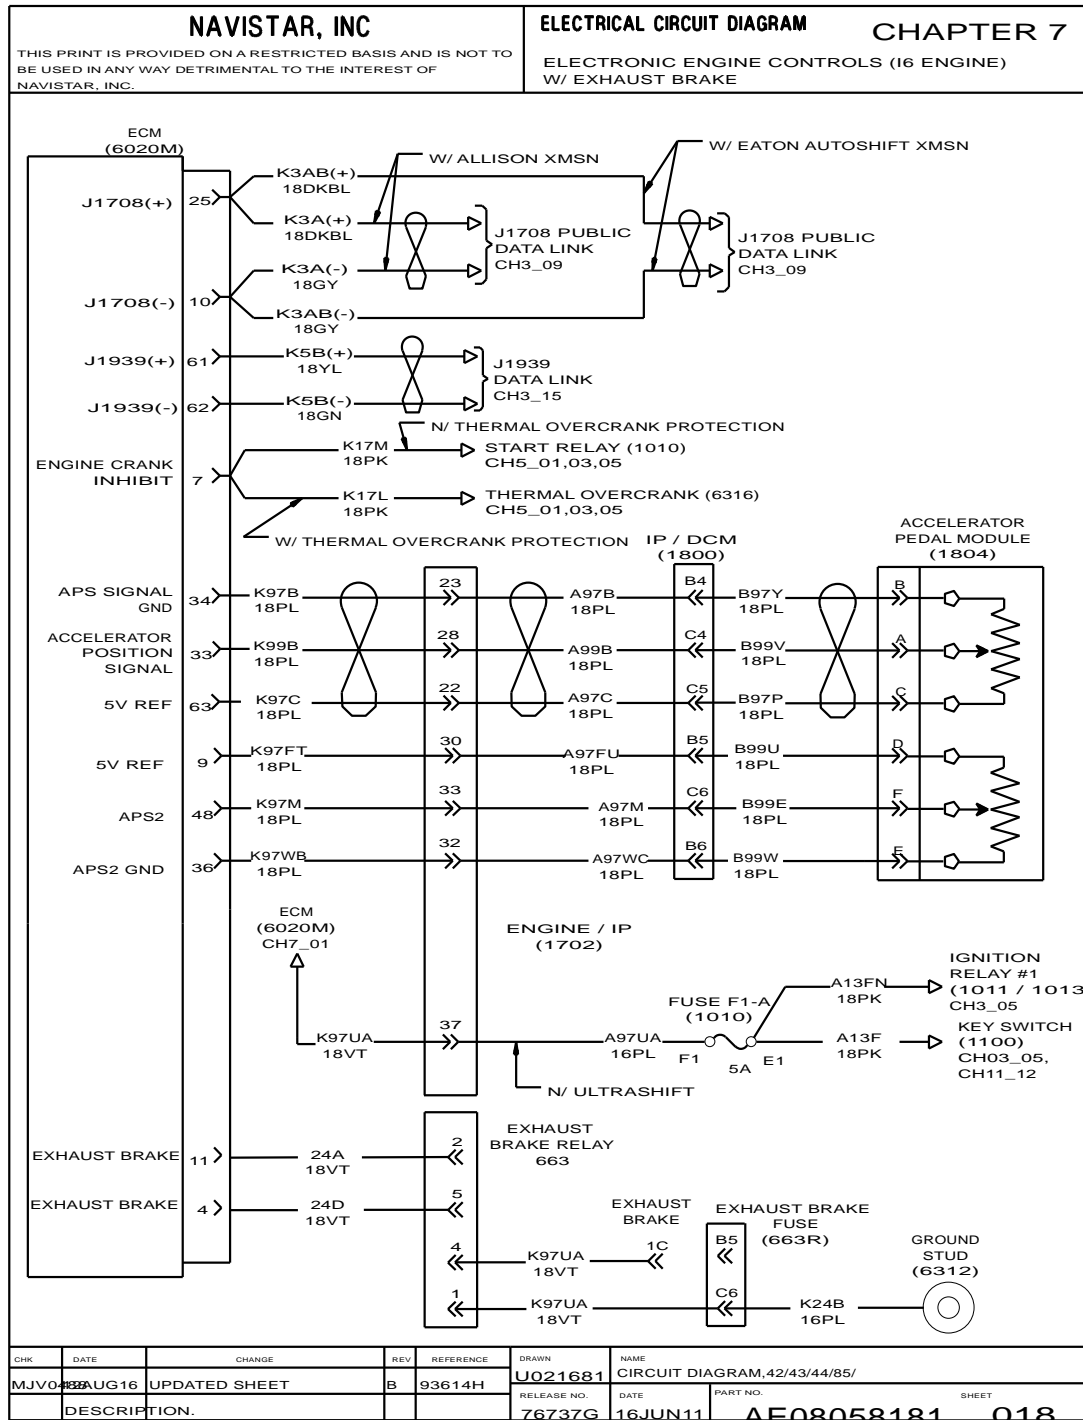 NAVISTAR, INC
THIS PRINT IS PROVIDED ON A RESTRICTED BASIS AND IS NOT TO
BE USED IN ANY WAY DETRIMENTAL TO THE INTEREST OF
NAVISTAR, INC.
ELECTRICAL CIRCUIT DIAGRAM
CHAPTER 7
ELECTRONIC ENGINE CONTROLS (I6 ENGINE)
W/ EXHAUST BRAKE
ECM
(6020M)
W/ ALLISON XMSN
W/ EATON AUTOSHIFT XMSN
J1708(+)
25
K3AB(+)
18DKBL
K3A(+)
18DKBL
J1708 PUBLIC
DATA LINK
CH3_09
J1708 PUBLIC
DATA LINK
CH3_09
K3A(-)
18GY
J1708(-)
10
K3AB(-)
18GY
J1939(+)
61
K5B(+)
18YL
J1939
DATA LINK
CH3_15
J1939(-)
62
K5B(-)
18GN
N/ THERMAL OVERCRANK PROTECTION
ENGINE CRANK
INHIBIT
7
K17M
18PK
START RELAY (1010)
CH5_01,03,05
K17L
18PK
THERMAL OVERCRANK (6316)
CH5_01,03,05
W/ THERMAL OVERCRANK PROTECTION
IP / DCM
(1800)
ACCELERATOR
PEDAL MODULE
(1804)
APS SIGNAL
GND
34
K97B
18PL
23
A97B
18PL
B4
B97Y
18PL
B
ACCELERATOR
POSITION
SIGNAL
33
K99B
18PL
28
A99B
18PL
C4
B99V
18PL
A
5V REF
63
K97C
18PL
22
A97C
18PL
C5
B97P
18PL
C
5V REF
9
K97FT
18PL
30
A97FU
18PL
B5
B99U
18PL
D
APS2
48
K97M
18PL
33
A97M
18PL
C6
B99E
18PL
F
APS2 GND
36
K97WB
18PL
32
A97WC
18PL
B6
B99W
18PL
E
ECM
(6020M)
CH7_01
ENGINE / IP
(1702)
K97UA
18VT
37
A97UA
16PL
N/ ULTRASHIFT
FUSE F1-A
(1010)
F1
5A
E1
A13FN
18PK
IGNITION
RELAY #1
(1011 / 1013
CH3_05
A13F
18PK
KEY SWITCH
(1100)
CH03_05,
CH11_12
EXHAUST
BRAKE RELAY
663
EXHAUST BRAKE
11
24A
18VT
2
EXHAUST BRAKE
4
24D
18VT
5
EXHAUST
BRAKE
EXHAUST BRAKE
FUSE
(663R)
GROUND
STUD
(6312)
4
K97UA
18VT
1C
B5
1
K97UA
18VT
C6
K24B
16PL
CHK DATE CHANGE REV REFERENCE
MJV04 AUG16 UPDATED SHEET B 93614H
DESCRIPTION.
DRAWN
U021681
NAME
CIRCUIT DIAGRAM,42/43/44/85/
RELEASE NO.
76737G
DATE
16JUN11
PART NO.
AE08058181
SHEET
018